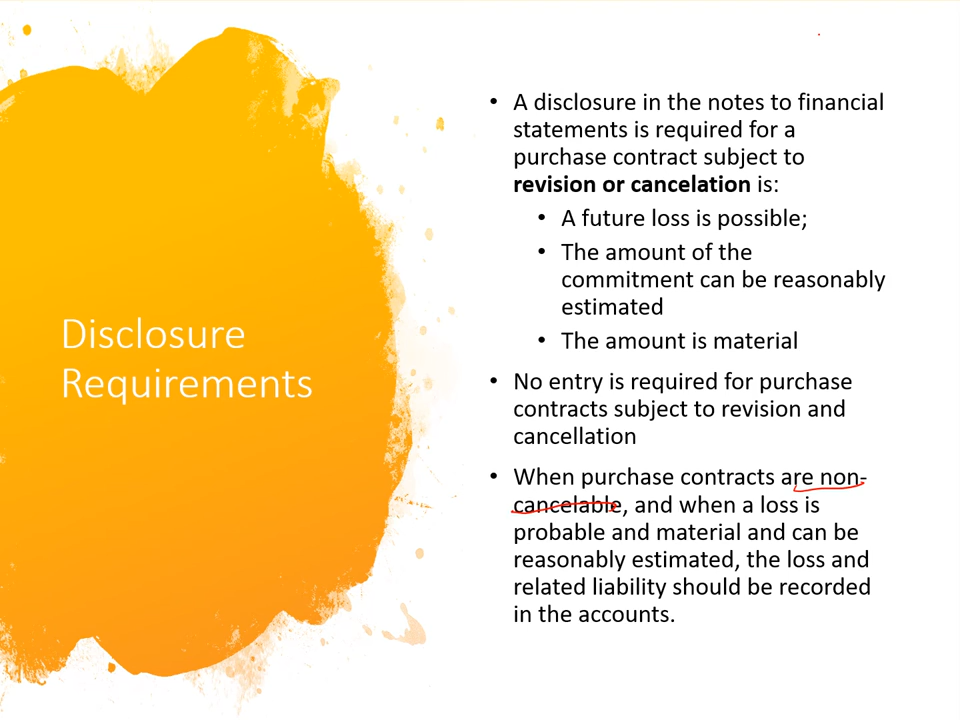 Disclosure
Requirements
• A disclosure in the notes to financial
statements is required for a
purchase contract subject to
revision or cancelation is:
• A future loss is possible;
• The amount of the
commitment can be reasonably
estimated
• The amount is material
• No entry is required for purchase
contracts subject to revision and
cancellation
• When purchase contracts are non-
cancelable, and when a loss is
probable and material and can be
reasonably estimated, the loss and
related liability should be recorded
in the accounts.